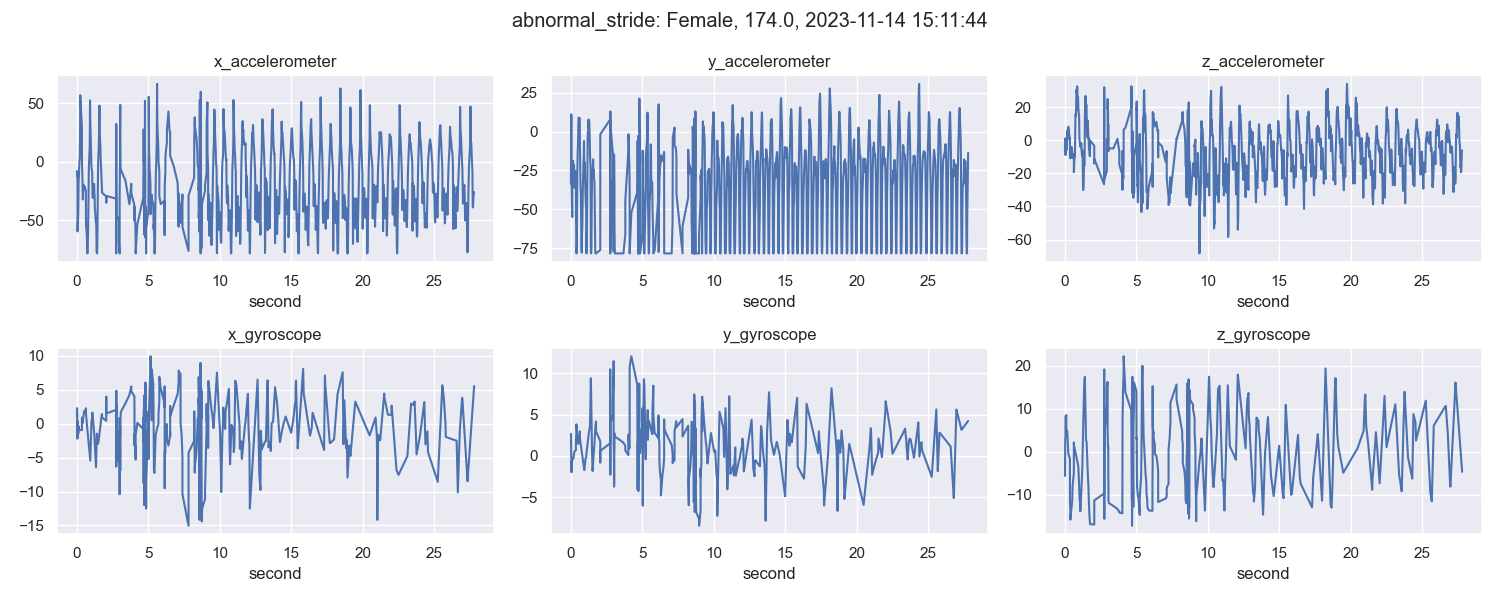 abnormal_stride: Female, 174.0, 2023-11-14 15:11:44
x_accelerometer
y_accelerometer
z_accelerometer
50
0
−50
25
0
−25
−50
−75
20
0
−20
−40
−60
0 5 10 15 20 25
0 5 10 15 20 25
0 5 10 15 20 25
second
second
second
x_gyroscope
y_gyroscope
z_gyroscope
10
5
0
−5
−10
−15
10
5
0
−5
20
10
0
−10
0 5 10 15 20 25
0 5 10 15 20 25
0 5 10 15 20 25
second
second
second